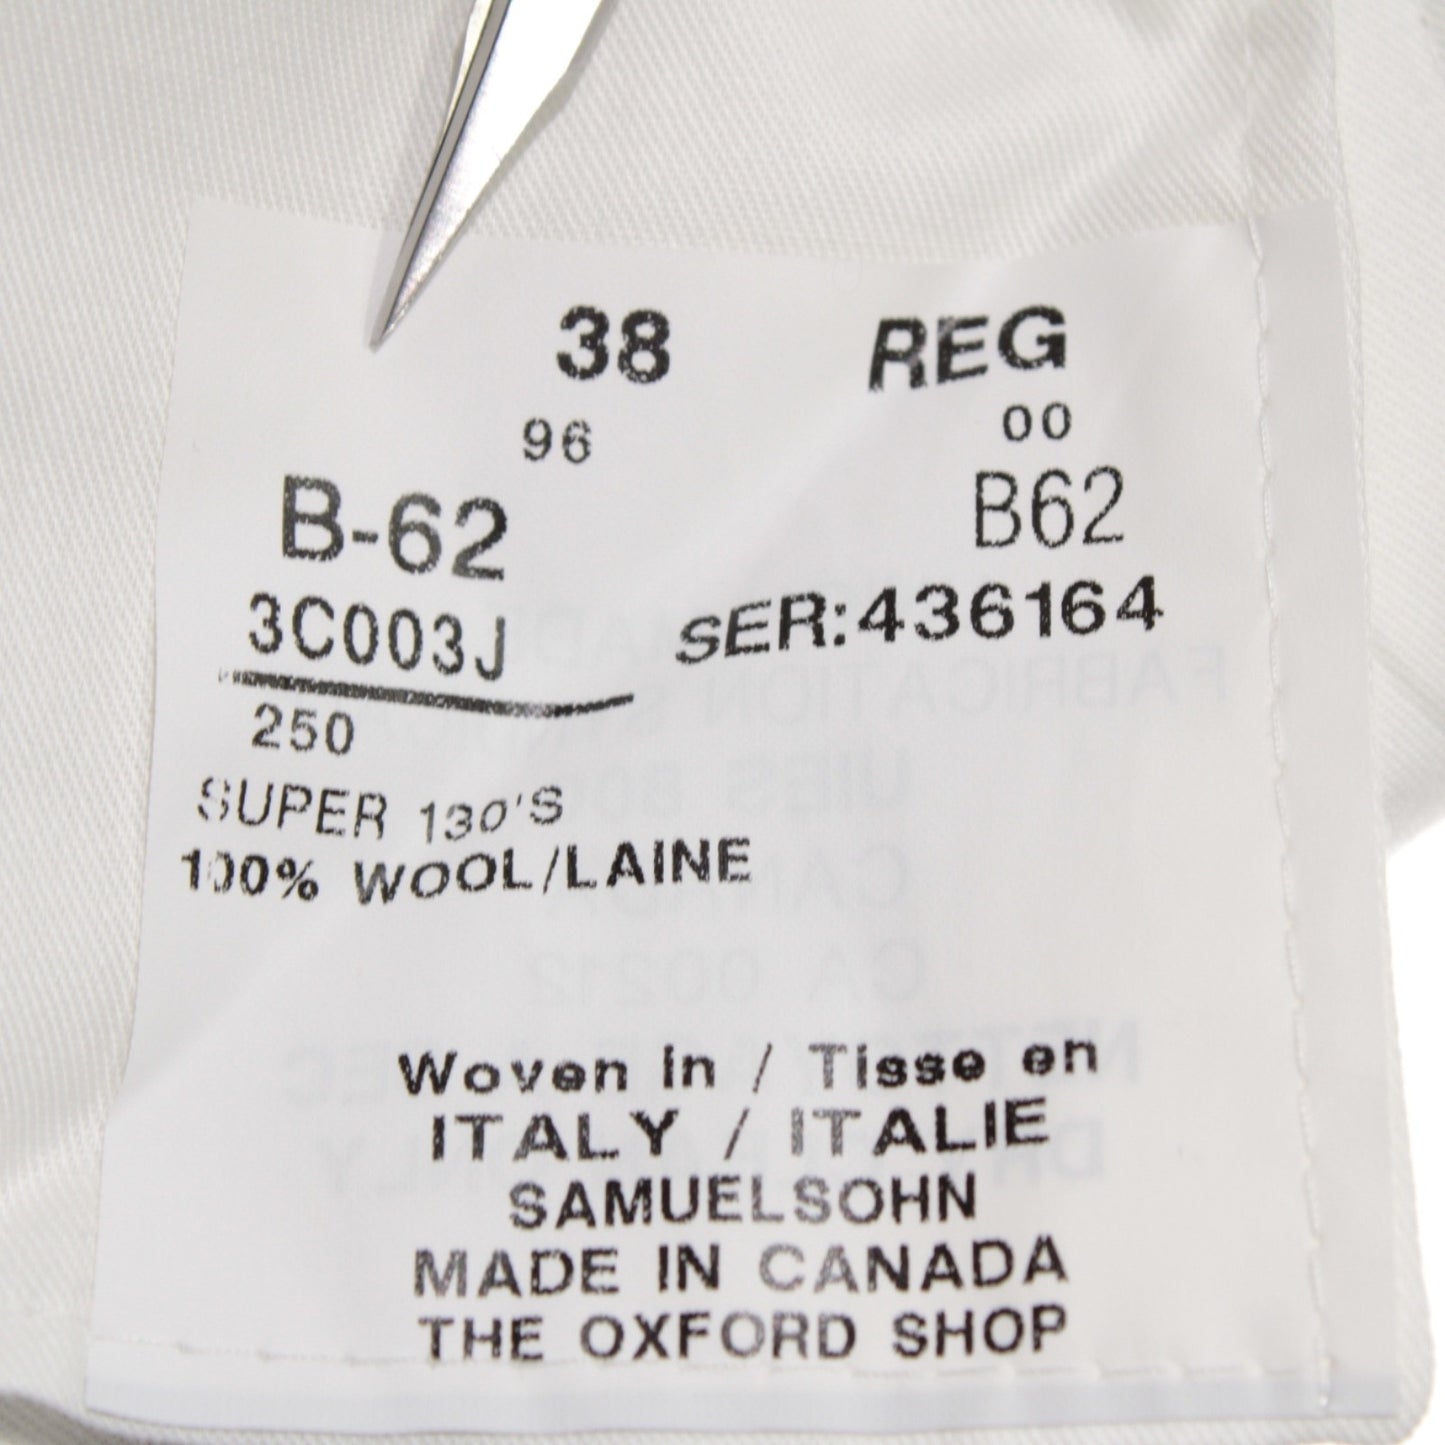 38 REG
96 00
B-62 B62
3C003J SER:436164
250
SUPER 130'S
100% WOOL/LAINE
Woven in / Tisse en
ITALY / ITALIE
SAMUELSOHN
MADE IN CANADA
THE OXFORD SHOP